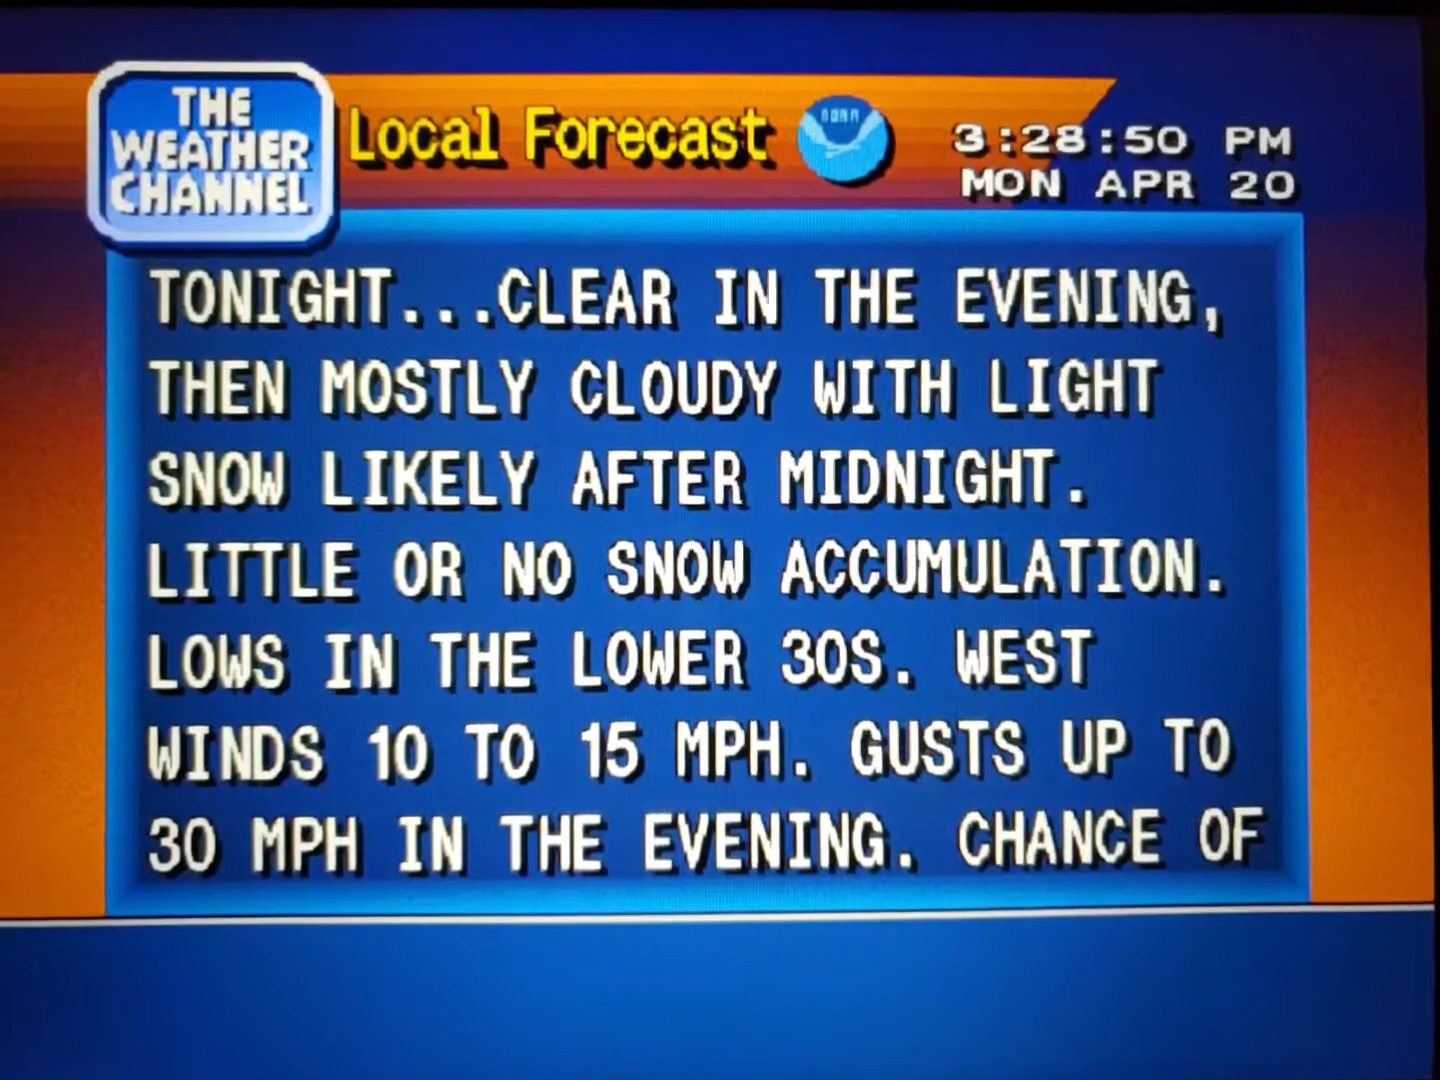 THE
WEATHER
CHANNEL
Local Forecast
NOAA
3:28:50 PM
MON APR 20
TONIGHT...CLEAR IN THE EVENING,
THEN MOSTLY CLOUDY WITH LIGHT
SNOW LIKELY AFTER MIDNIGHT.
LITTLE OR NO SNOW ACCUMULATION.
LOWS IN THE LOWER 30S. WEST
WINDS 10 TO 15 MPH. GUSTS UP TO
30 MPH IN THE EVENING. CHANCE OF